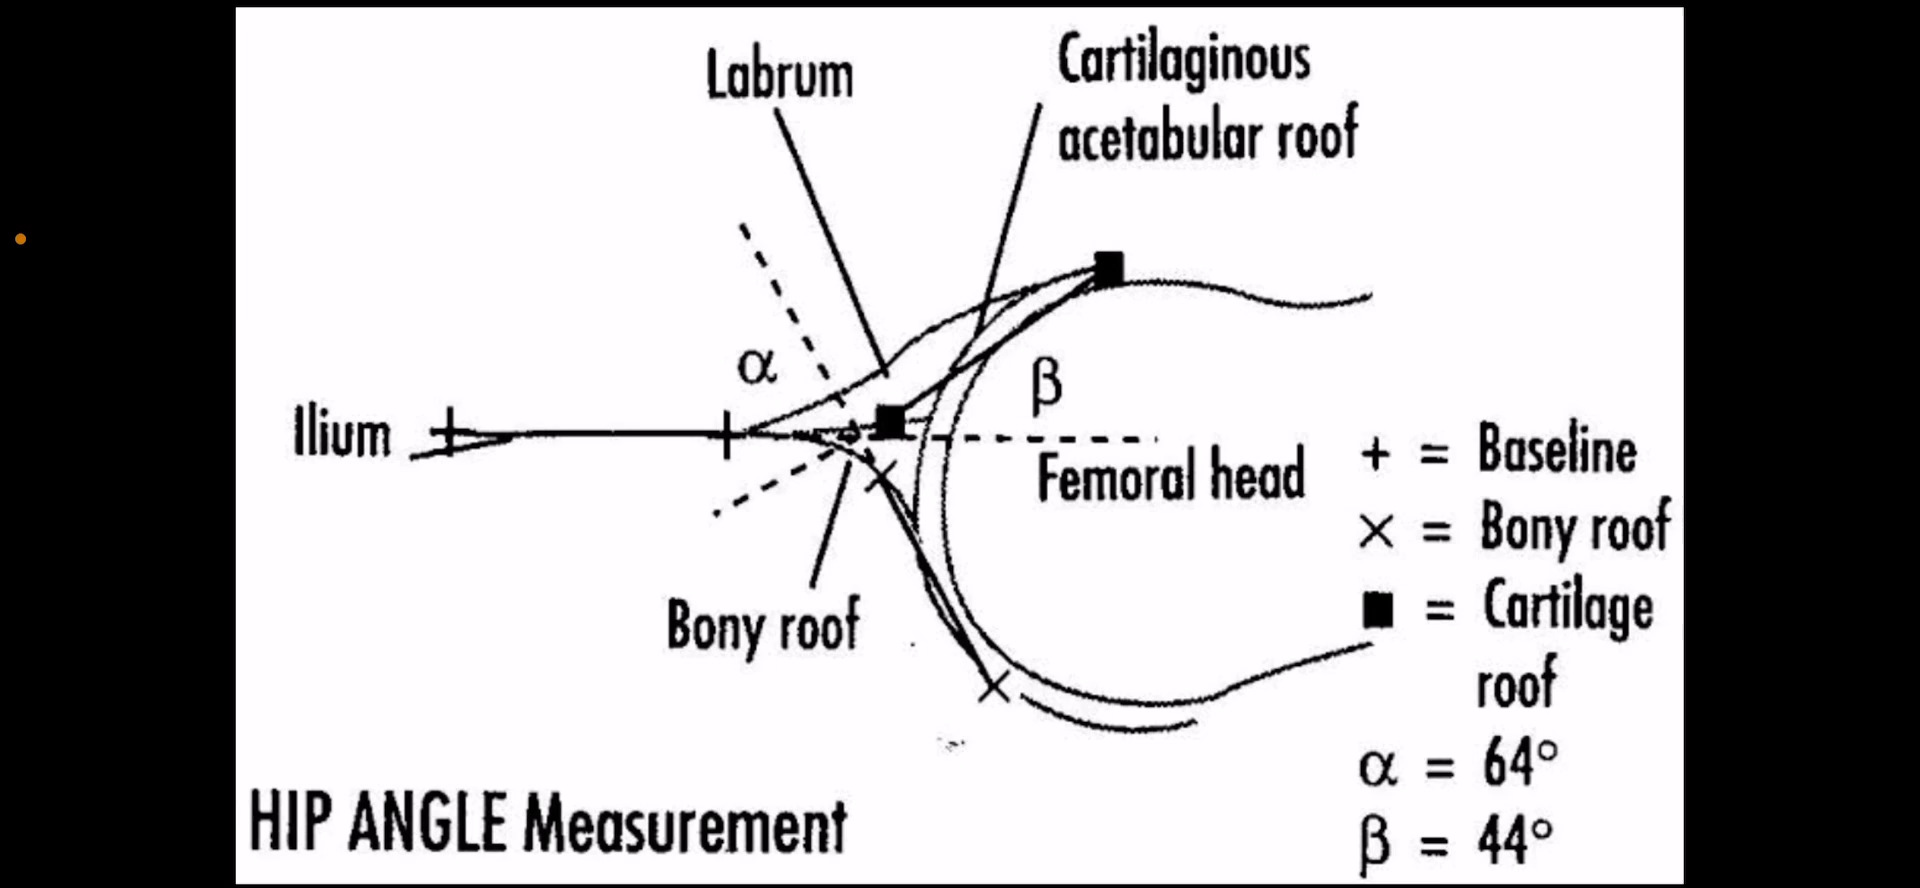 Labrum
Cartilaginous
acetabular roof
α
β
Ilium
Femoral head
Bony roof
+ = Baseline
× = Bony roof
■ = Cartilage
roof
α = 64°
β = 44°
HIP ANGLE Measurement